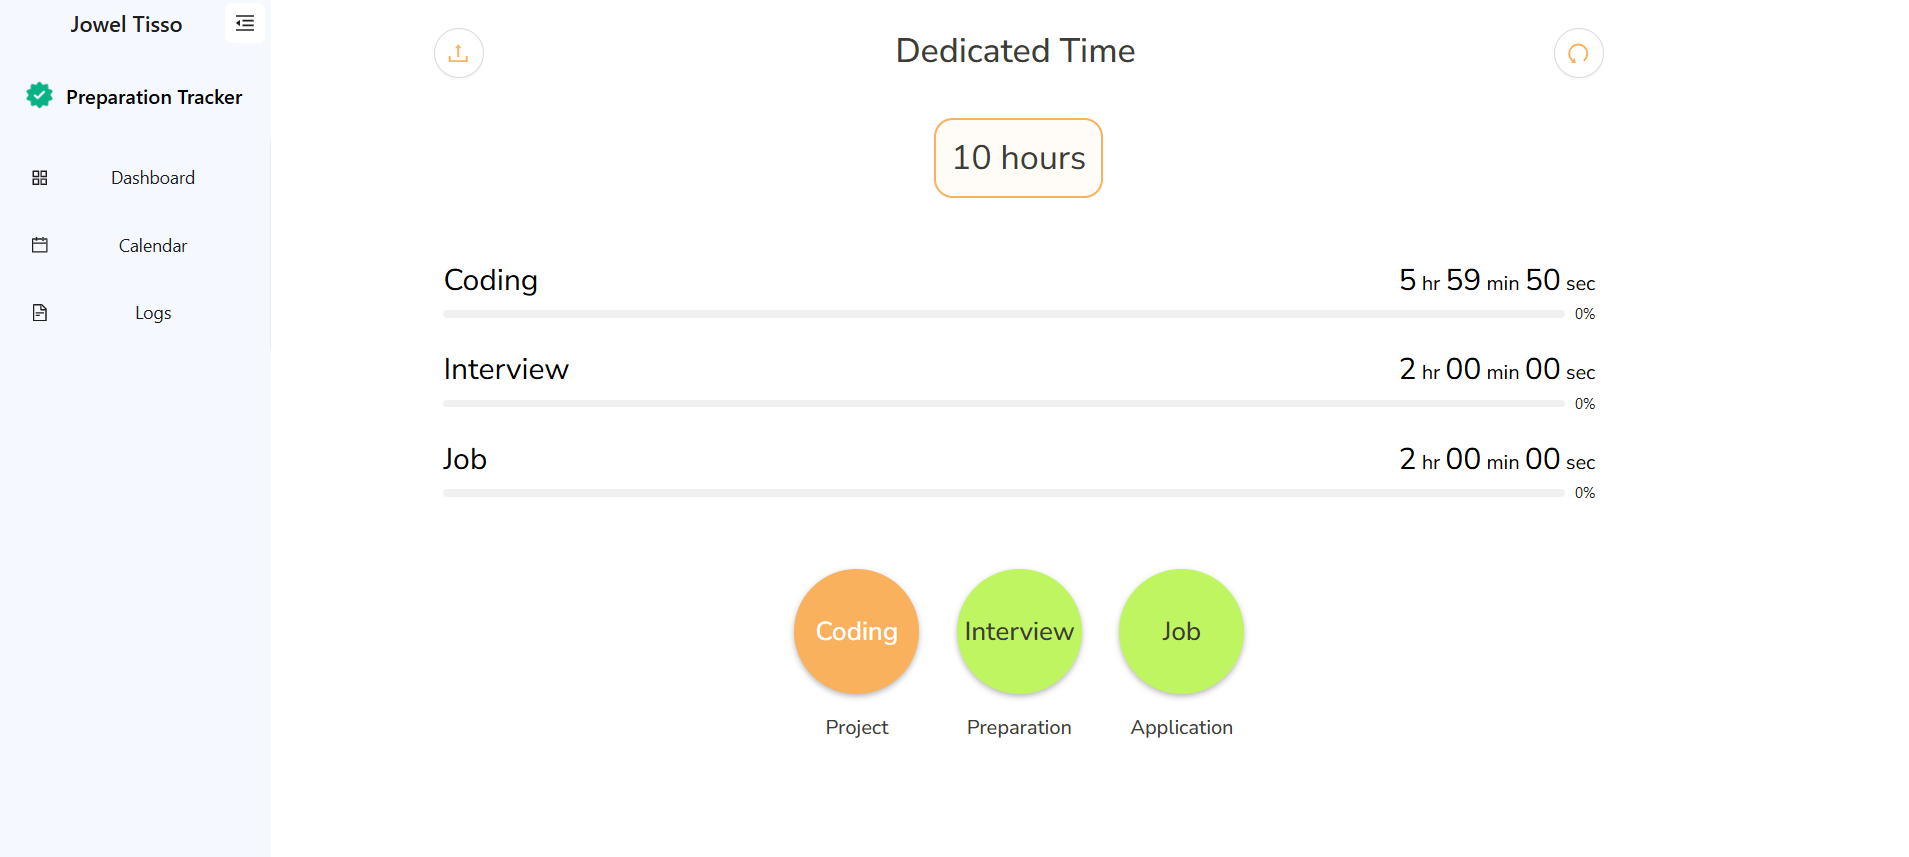 Jowel Tisso
Preparation Tracker
Dashboard
Calendar
Logs
Dedicated Time
10 hours
Coding 5 hr 59 min 50 sec
0%
Interview 2 hr 00 min 00 sec
0%
Job 2 hr 00 min 00 sec
0%
Coding Interview Job
Project Preparation Application